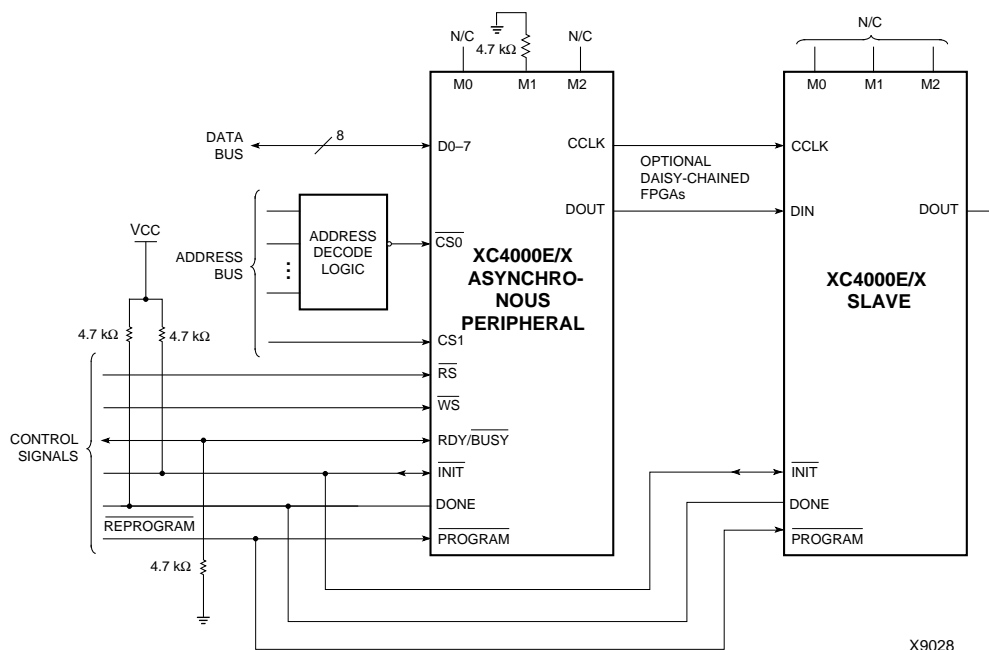 N/C
4.7 kΩ
N/C
N/C
M0
M1
M2
M0
M1
M2
DATA
BUS
8
D0–7
CCLK
CCLK
OPTIONAL
DAISY-CHAINED
FPGAs
DOUT
DIN
DOUT
VCC
ADDRESS
BUS
ADDRESS
DECODE
LOGIC
CS0
XC4000E/X
ASYNCHRO-
NOUS
PERIPHERAL
XC4000E/X
SLAVE
4.7 kΩ
4.7 kΩ
CS1
RS
WS
CONTROL
SIGNALS
RDY/BUSY
INIT
INIT
DONE
DONE
REPROGRAM
PROGRAM
PROGRAM
4.7 kΩ
X9028